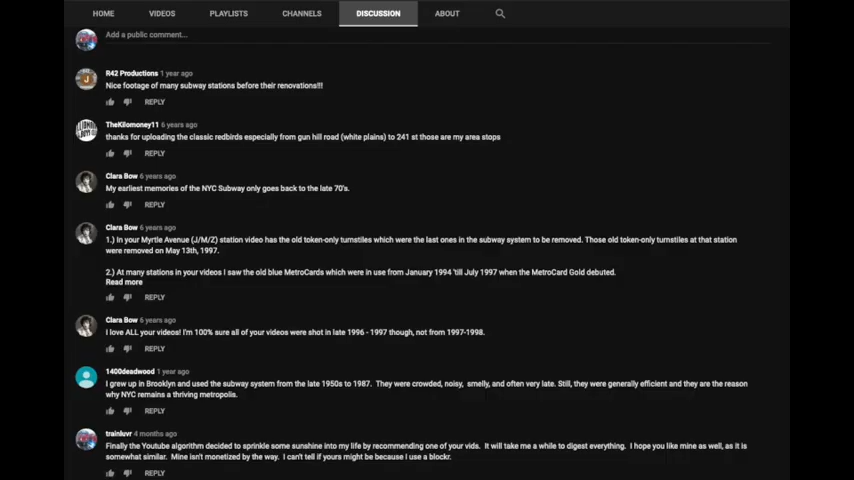 HOME VIDEOS PLAYLISTS CHANNELS DISCUSSION ABOUT
Add a public comment...
R42 Productions 1 year ago
Nice footage of many subway stations before their renovations!!!
REPLY
TheKilomoney11 6 years ago
thanks for uploading the classic redbirds especially from gun hill road (white plains) to 241 st those are my area stops
REPLY
Clara Bow 6 years ago
My earliest memories of the NYC Subway only goes back to the late 70's.
REPLY
Clara Bow 6 years ago
1.) In your Myrtle Avenue (J/M/Z) station video has the old token-only turnstiles which were the last ones in the subway system to be removed. Those old token-only turnstiles at that station
were removed on May 13th, 1997.
2.) At many stations in your videos I saw the old blue MetroCards which were in use from January 1994 'till July 1997 when the MetroCard Gold debuted.
Read more
REPLY
Clara Bow 6 years ago
I love ALL your videos! I'm 100% sure all of your videos were shot in late 1996 - 1997 though, not from 1997-1998.
REPLY
1400deadwood 1 year ago
I grew up in Brooklyn and used the subway system from the late 1950s to 1987. They were crowded, noisy, smelly, and often very late. Still, they were generally efficient and they are the reason
why NYC remains a thriving metropolis.
REPLY
trainluvr 4 months ago
Finally the Youtube algorithm decided to sprinkle some sunshine into my life by recommending one of your vids. It will take me a while to digest everything. I hope you like mine as well, as it is
somewhat similar. Mine isn't monetized by the way. I can't tell if yours might be because I use a blockr.
REPLY